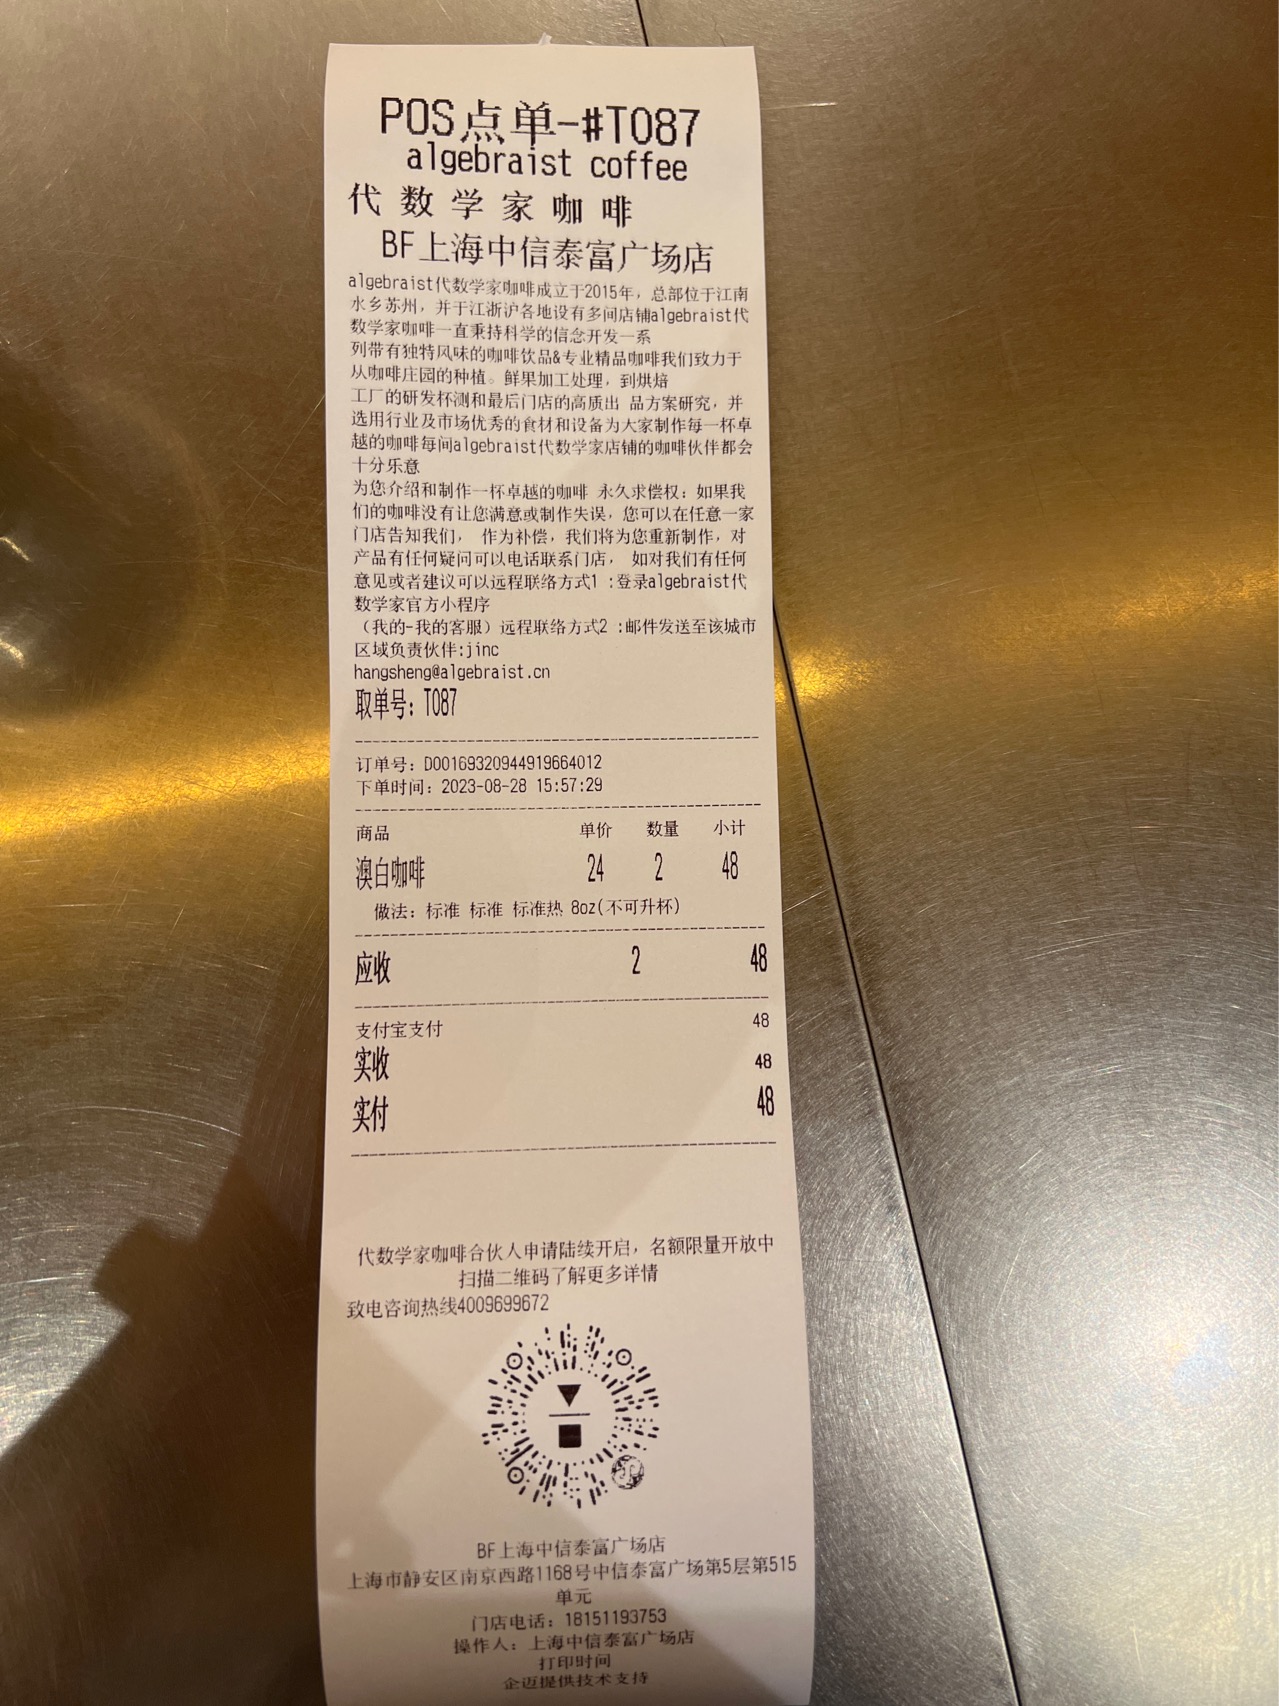 POS点单-#T087
algebraist coffee
代数学家咖啡
BF上海中信泰富广场店
algebraist代数学家咖啡成立于2015年，总部位于江南
水乡苏州，并于江浙沪各地设有多间店铺algebraist代
数学家咖啡一直秉持科学的信念开发一系
列带有独特风味的咖啡饮品&专业精品咖啡我们致力于
从咖啡庄园的种植。鲜果加工处理，到烘焙
工厂的研发杯测和最后门店的高质出 品方案研究，并
选用行业及市场优秀的食材和设备为大家制作每一杯卓
越的咖啡每间algebraist代数学家店铺的咖啡伙伴都会
十分乐意
为您介绍和制作一杯卓越的咖啡 永久求偿权：如果我
们的咖啡没有让您满意或制作失误，您可以在任意一家
门店告知我们， 作为补偿，我们将为您重新制作，对
产品有任何疑问可以电话联系门店， 如对我们有任何
意见或者建议可以远程联络方式1 :登录algebraist代
数学家官方小程序
（我的-我的客服）远程联络方式2 :邮件发送至该城市
区域负责伙伴:jinc
hangsheng@algebraist.cn
取单号：T087
订单号：D00169320944919664012
下单时间：2023-08-28 15:57:29
商品 单价 数量 小计
澳白咖啡 24 2 48
做法：标准 标准 标准热 8oz(不可升杯)
应收 2 48
支付宝支付 48
实收 48
实付 48
代数学家咖啡合伙人申请陆续开启，名额限量开放中
扫描二维码了解更多详情
致电咨询热线4009699672
BF上海中信泰富广场店
上海市静安区南京西路1168号中信泰富广场第5层第515
单元
门店电话：18151193753
操作人：上海中信泰富广场店
打印时间
企迈提供技术支持